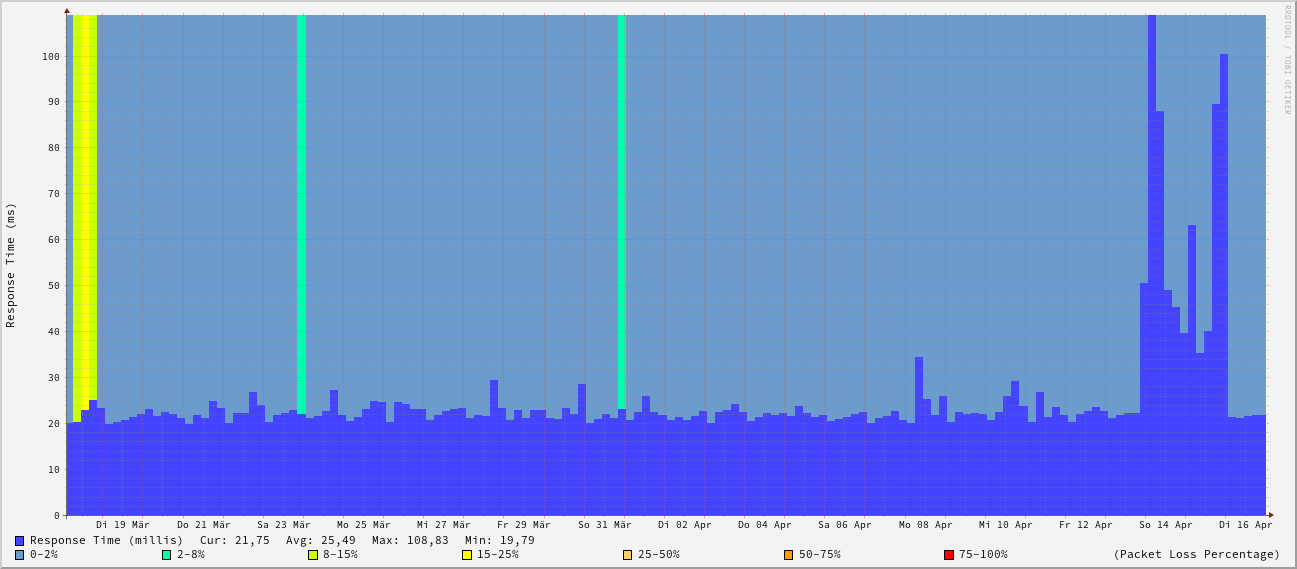 RRDTOOL / TOBI OETIKER
Response Time (ms)
100
90
80
70
60
50
40
30
20
10
0
Di 19 Mär Do 21 Mär Sa 23 Mär Mo 25 Mär Mi 27 Mär Fr 29 Mär So 31 Mär Di 02 Apr Do 04 Apr Sa 06 Apr Mo 08 Apr Mi 10 Apr Fr 12 Apr So 14 Apr Di 16 Apr
Response Time (millis) Cur: 21,75 Avg: 25,49 Max: 108,83 Min: 19,79
0-2% 2-8% 8-15% 15-25% 25-50% 50-75% 75-100% (Packet Loss Percentage)